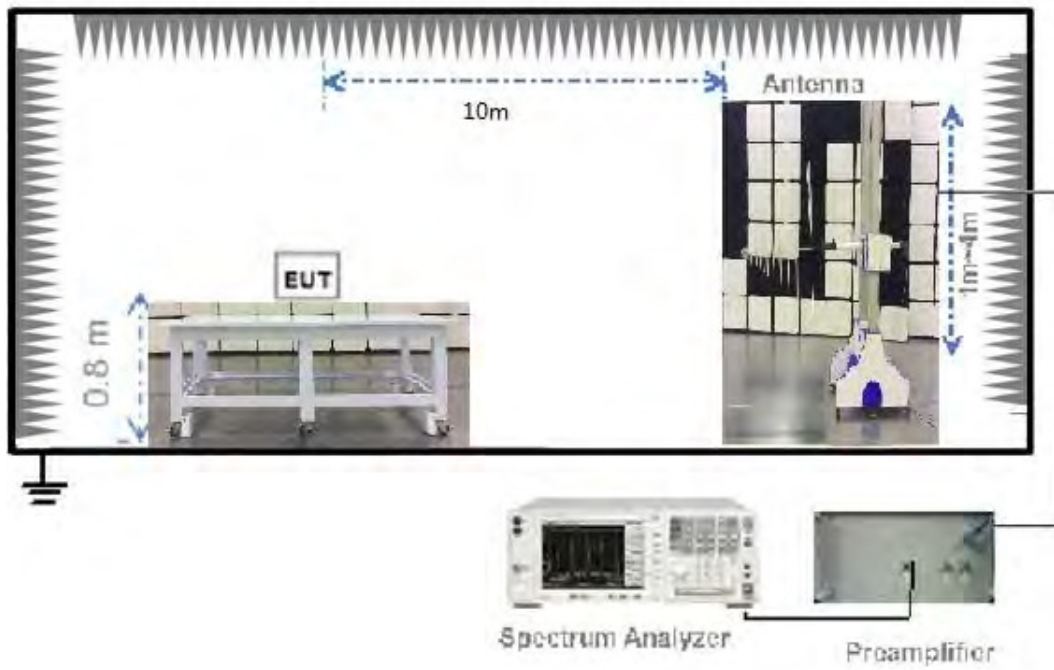 Antenna
10m
1m~4m
EUT
0.8 m
Spectrum Analyzer
Preamplifier